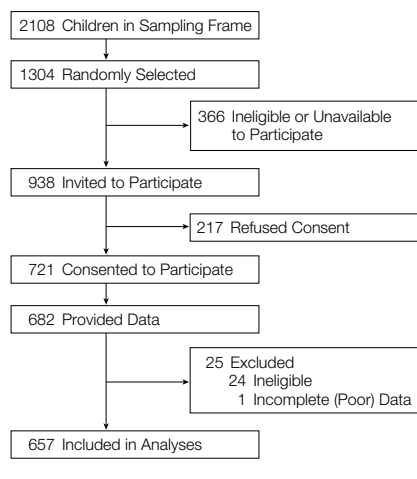 2108 Children in Sampling Frame
1304 Randomly Selected
366 Ineligible or Unavailable
to Participate
938 Invited to Participate
217 Refused Consent
721 Consented to Participate
682 Provided Data
25 Excluded
24 Ineligible
1 Incomplete (Poor) Data
657 Included in Analyses